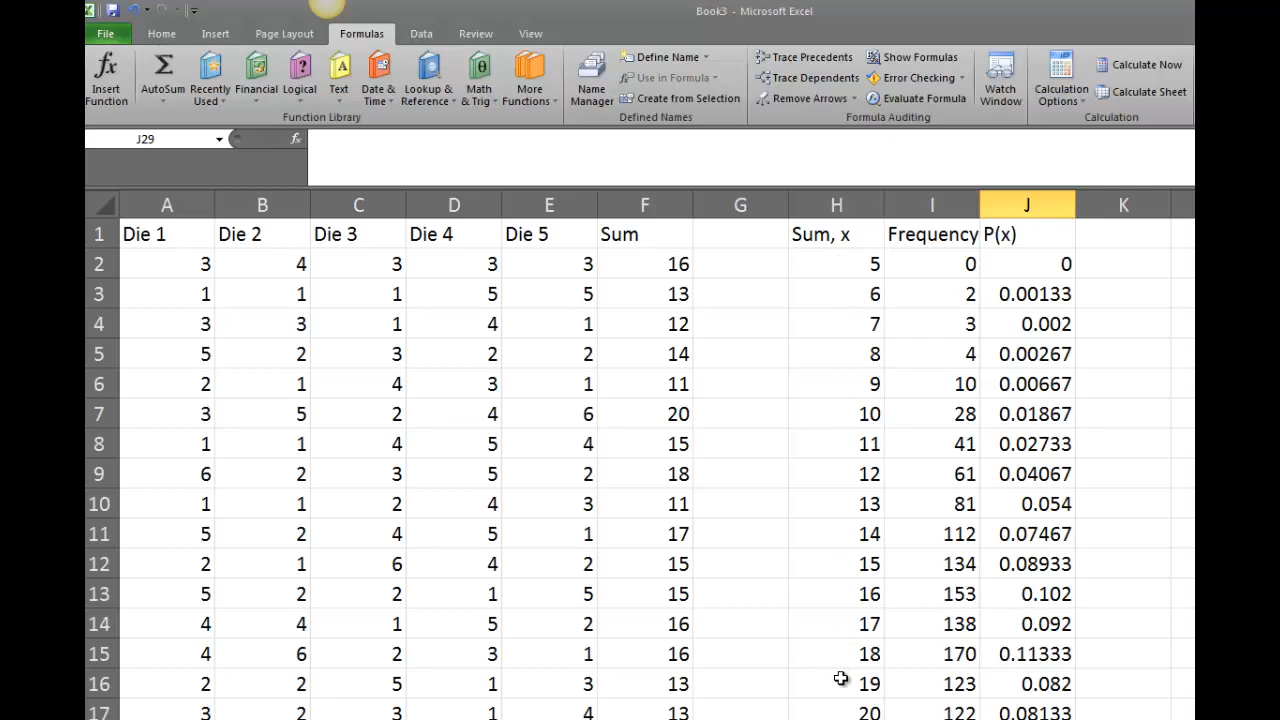 Book3 - Microsoft Excel
File Home Insert Page Layout Formulas Data Review View
fx Insert Function
Σ AutoSum
Recently Used
Financial
? Logical
A Text
Date & Time
Lookup & Reference
θ Math & Trig
More Functions
Function Library
Name Manager
Define Name
Use in Formula
Create from Selection
Defined Names
Trace Precedents
Trace Dependents
Remove Arrows
Show Formulas
Error Checking
Evaluate Formula
Formula Auditing
Watch Window
Calculation Options
Calculate Now
Calculate Sheet
Calculation
J29 fx
A B C D E F G H I J K
1 Die 1 Die 2 Die 3 Die 4 Die 5 Sum Sum, x Frequency P(x)
2 3 4 3 3 3 16 5 0 0
3 1 1 1 5 5 13 6 2 0.00133
4 3 3 1 4 1 12 7 3 0.002
5 5 2 3 2 2 14 8 4 0.00267
6 2 1 4 3 1 11 9 10 0.00667
7 3 5 2 4 6 20 10 28 0.01867
8 1 1 4 5 4 15 11 41 0.02733
9 6 2 3 5 2 18 12 61 0.04067
10 1 1 2 4 3 11 13 81 0.054
11 5 2 4 5 1 17 14 112 0.07467
12 2 1 6 4 2 15 15 134 0.08933
13 5 2 2 1 5 15 16 153 0.102
14 4 4 1 5 2 16 17 138 0.092
15 4 6 2 3 1 16 18 170 0.11333
16 2 2 5 1 3 13 19 123 0.082
17 3 2 3 1 4 13 20 122 0.08133